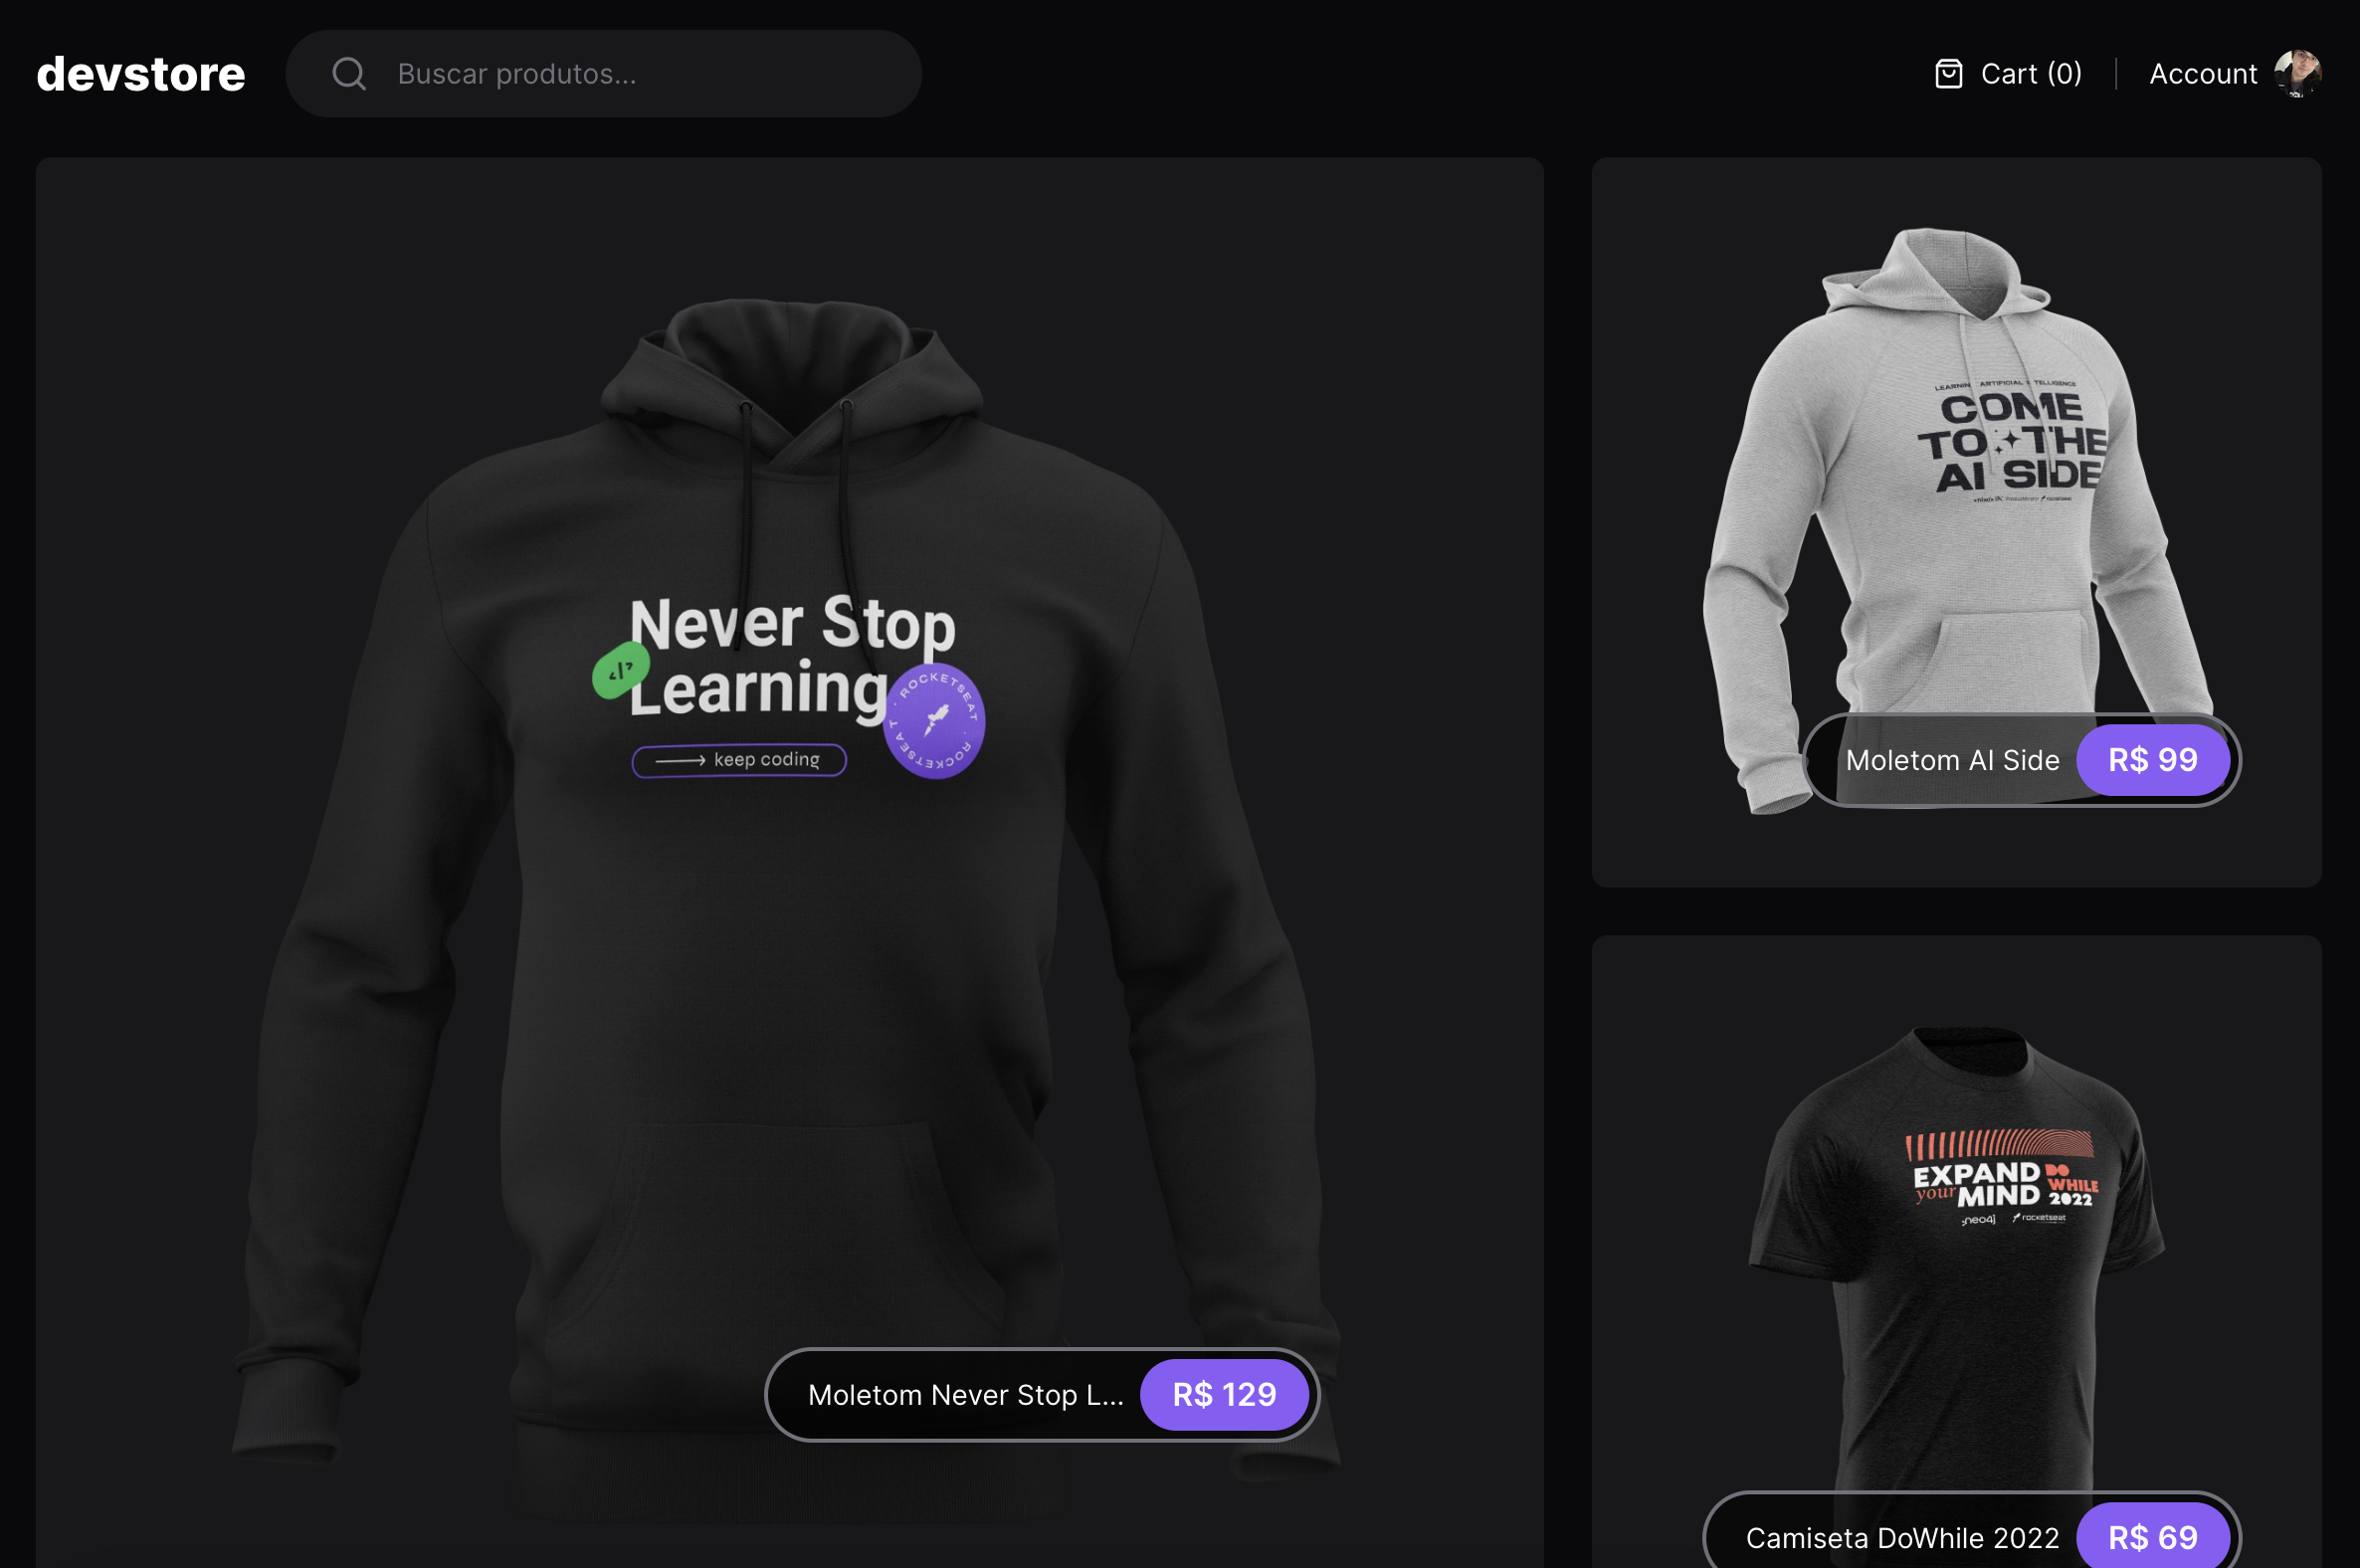 devstore
Buscar produtos...
Cart (0)
Account
Never Stop
</>
Learning
ROCKETSEAT · ROCKETSEAT ·
keep coding
Moletom Never Stop L...
R$ 129
LEARNING ARTIFICIAL INTELLIGENCE
COME
TO THE
AI SIDE
rocketseat
Moletom AI Side
R$ 99
EXPAND
your MIND
DO
WHILE
2022
neo4j
rocketseat
Camiseta DoWhile 2022
R$ 69